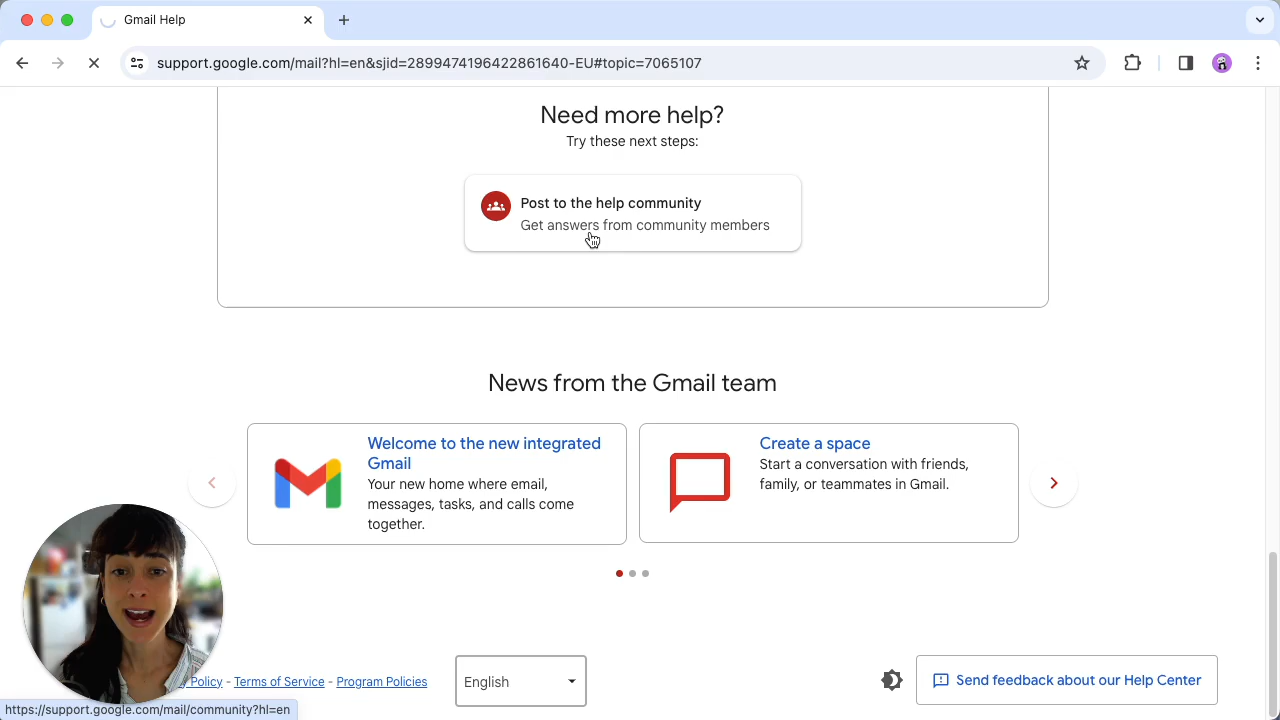 Gmail Help
support.google.com/mail?hl=en&sjid=2899474196422861640-EU#topic=7065107
Need more help?
Try these next steps:
Post to the help community
Get answers from community members
News from the Gmail team
Welcome to the new integrated
Gmail
Your new home where email,
messages, tasks, and calls come
together.
Create a space
Start a conversation with friends,
family, or teammates in Gmail.
Policy - Terms of Service - Program Policies
English
Send feedback about our Help Center
https://support.google.com/mail/community?hl=en